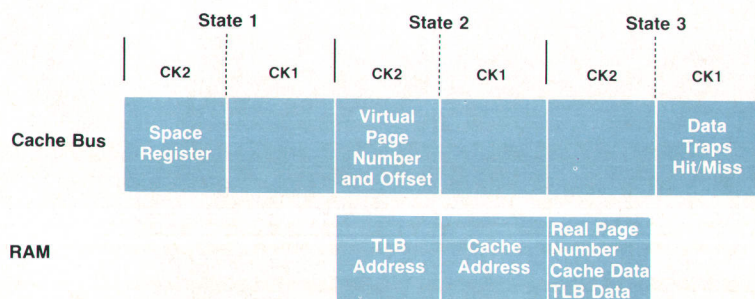 State 1 State 2 State 3
CK2 CK1 CK2 CK1 CK2 CK1
Cache Bus
Space
Register
Virtual
Page
Number
and Offset
Data
Traps
Hit/Miss
RAM
TLB
Address
Cache
Address
Real Page
Number
Cache Data
TLB Data